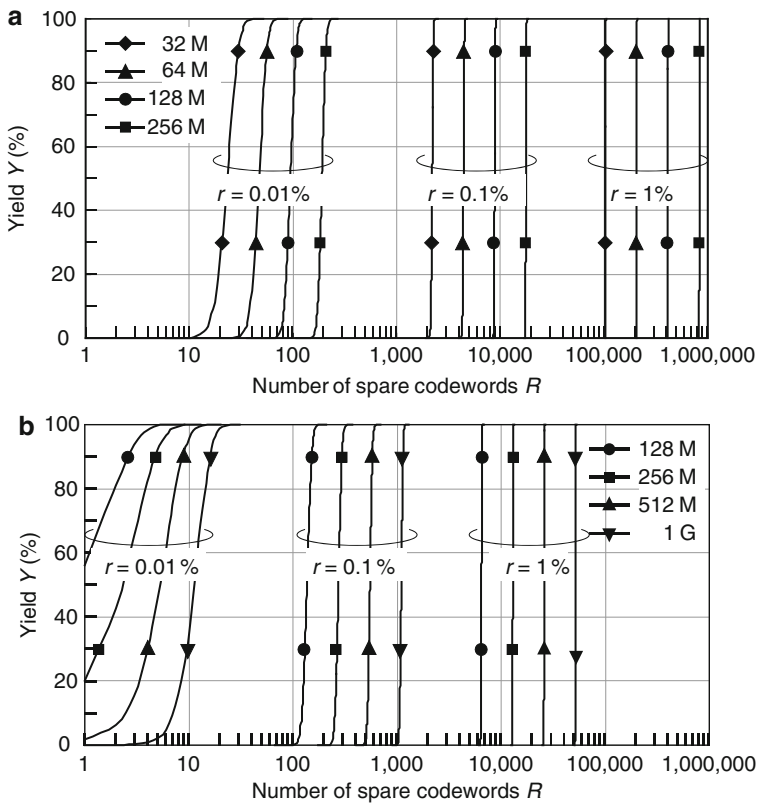 a
100
80
60
40
20
0
Yield Y (%)
32 M
64 M
128 M
256 M
r = 0.01%
r = 0.1%
r = 1%
1
10
100
1,000
10,000
100,000
1,000,000
Number of spare codewords R
b
100
80
60
40
20
0
Yield Y (%)
128 M
256 M
512 M
1 G
r = 0.01 %
r = 0.1%
r = 1 %
1
10
100
1,000
10,000
100,000
1,000,000
Number of spare codewords R